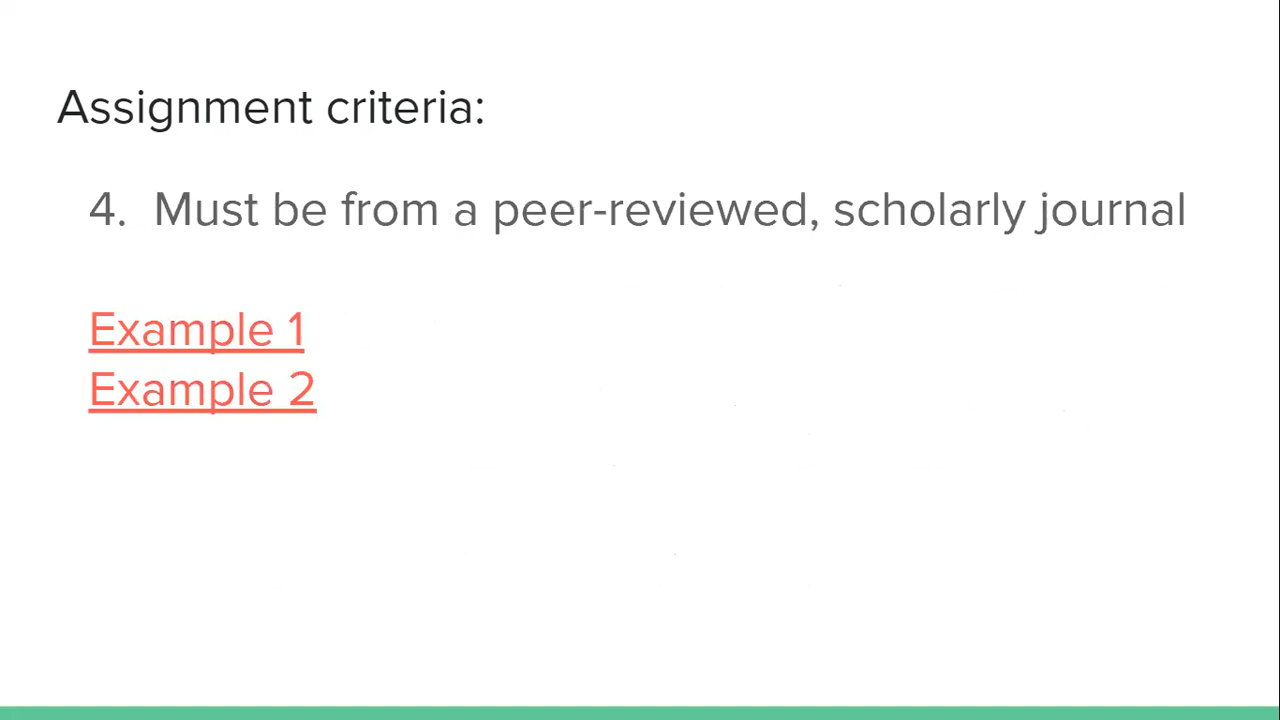 Assignment criteria:
4. Must be from a peer-reviewed, scholarly journal
Example 1
Example 2